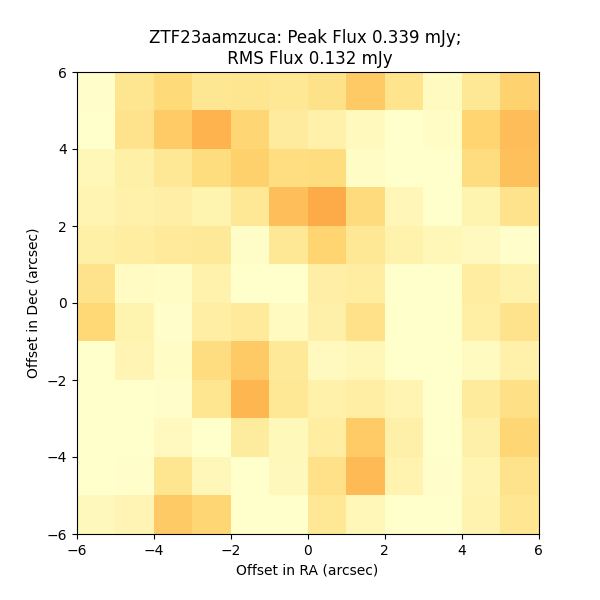 ZTF23aamzuca: Peak Flux 0.339 mJy;
RMS Flux 0.132 mJy
6
4
2
0
−2
−4
−6
Offset in Dec (arcsec)
−6 −4 −2 0 2 4 6
Offset in RA (arcsec)